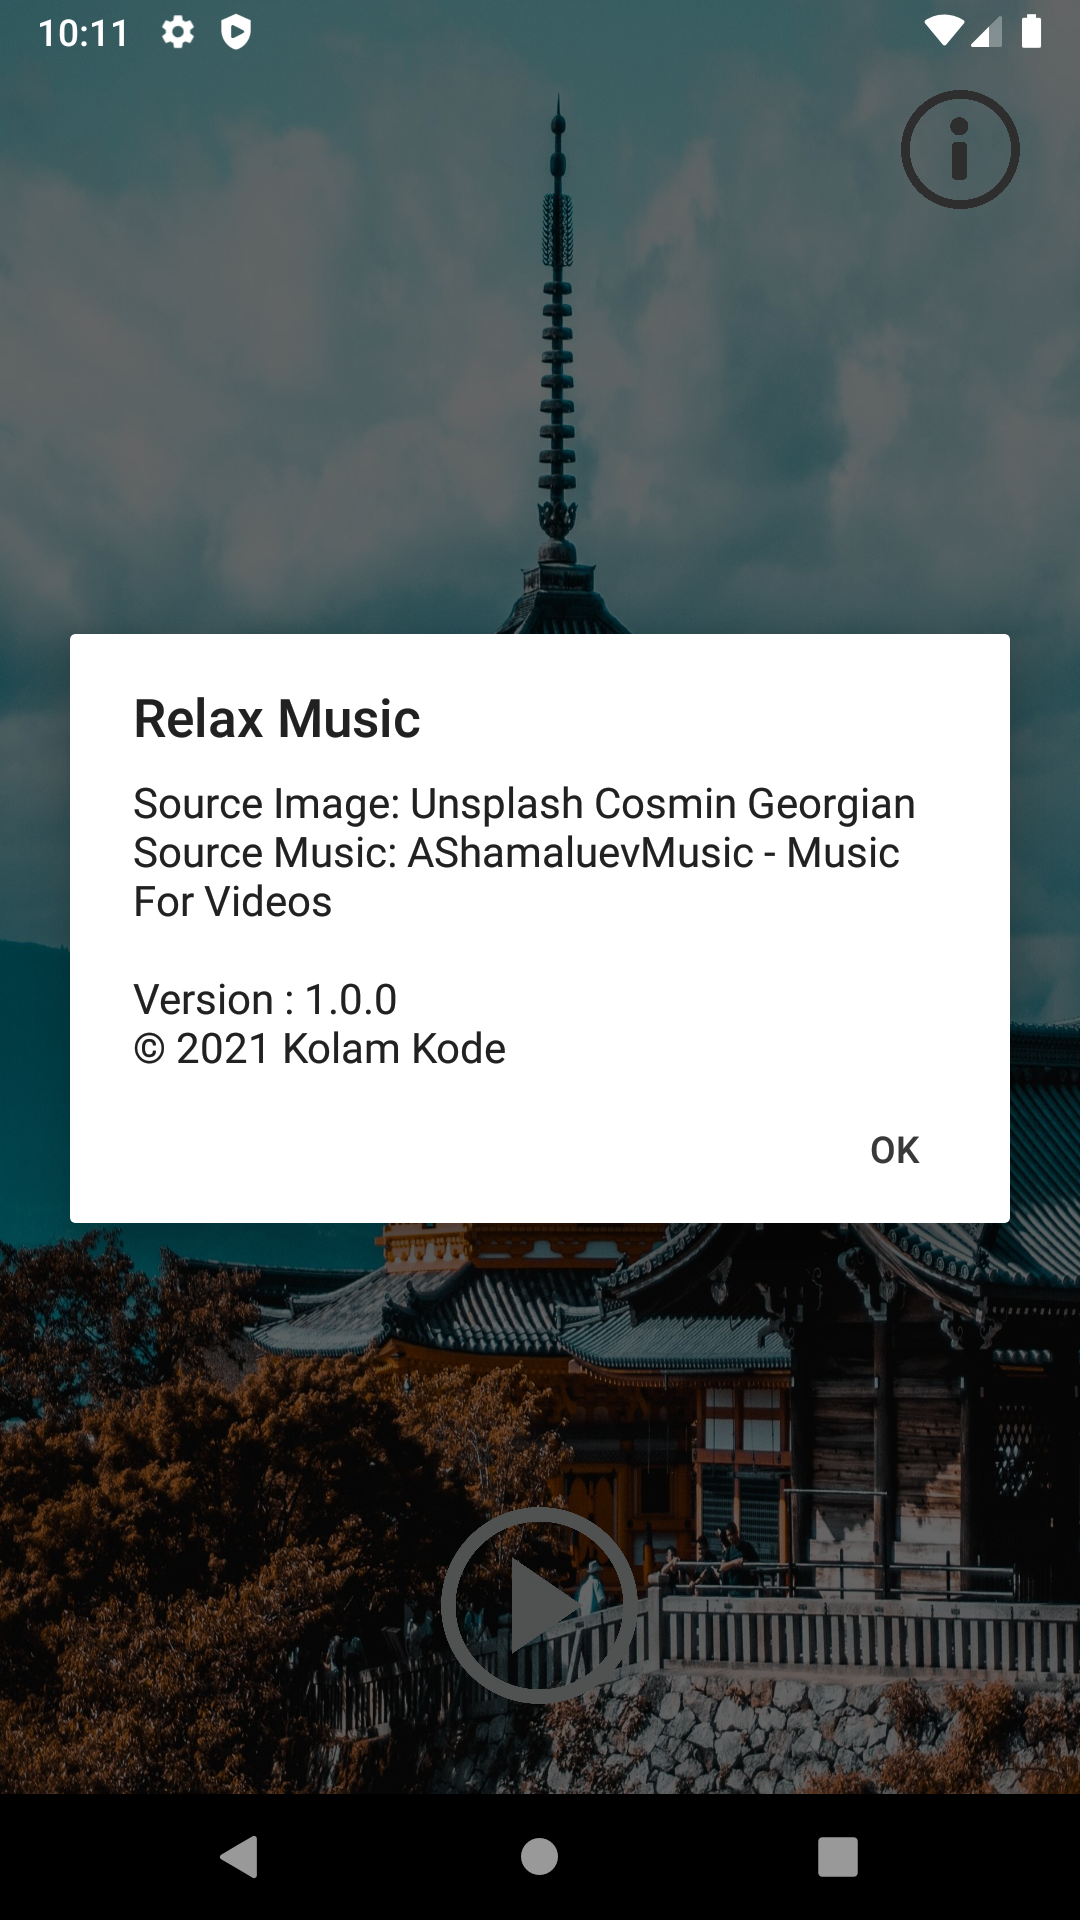 10:11
Relax Music
Source Image: Unsplash Cosmin Georgian
Source Music: AShamaluevMusic - Music
For Videos
Version : 1.0.0
© 2021 Kolam Kode
OK